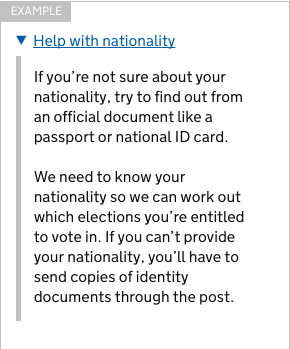 EXAMPLE
Help with nationality
If you’re not sure about your
nationality, try to find out from
an official document like a
passport or national ID card.
We need to know your
nationality so we can work out
which elections you’re entitled
to vote in. If you can’t provide
your nationality, you’ll have to
send copies of identity
documents through the post.